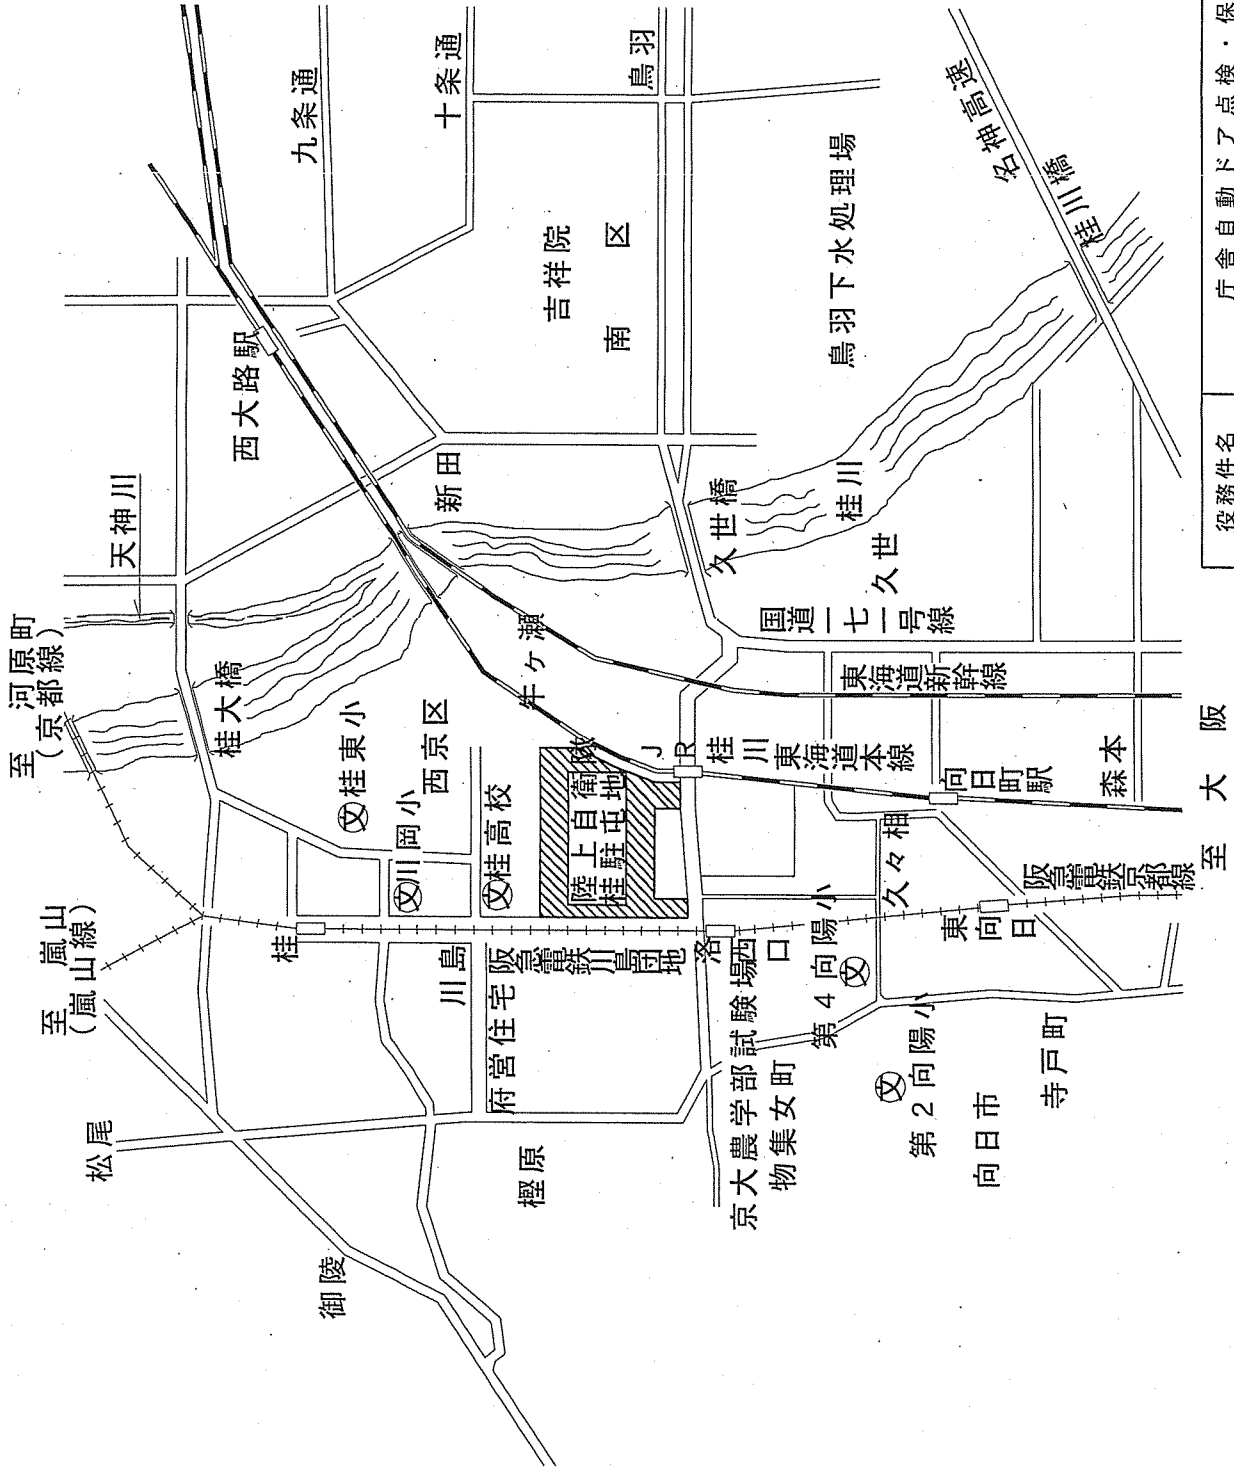 至 河原町
(京都線)
至 嵐山
(嵐山線)
松尾
御陵
天神川
桂大橋
西大路駅
九条通
十条通
鳥羽
吉祥院
南区
新田
桂東小
川岡小
西京区
桂高校
文
文
文
桂
川島
牛ケ瀬
陸上自衛隊
桂駐屯地
阪急電鉄川島団地
府営住宅
樫原
JR
桂川
東海道本線
久世橋
桂川
久世
国道一七一号線
東海道新幹線
鳥羽下水処理場
名神高速
桂川橋
洛西口
京大農学部試験場
物集女町
第4向陽小
文
久々相
向日町駅
森本
東向日
阪急電鉄京都線
第2向陽小
文
向日市
寺戸町
至 大阪
役務件名
庁舎自動ドア点検・保